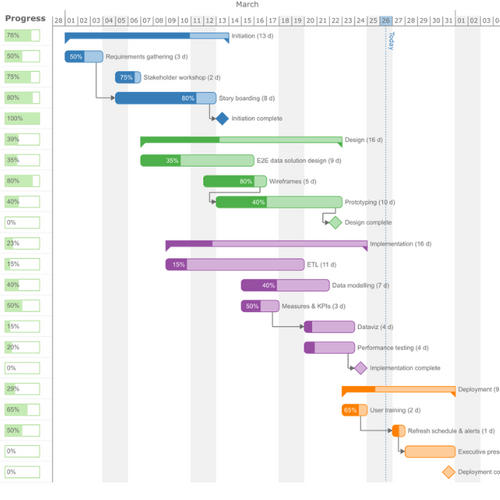 March
Progress
28 01 02 03 04 05 06 07 08 09 10 11 12 13 14 15 16 17 18 19 20 21 22 23 24 25 26 27 28 29 30 31 01 02 03 04
Today
76% Initiation (13 d)
50% 50% Requirements gathering (3 d)
75% 75% Stakeholder workshop (2 d)
80% 80% Story boarding (8 d)
100% Initiation complete
39% Design (16 d)
35% 35% E2E data solution design (9 d)
80% 80% Wireframes (5 d)
40% 40% Prototyping (10 d)
0% Design complete
23% Implementation (16 d)
15% 15% ETL (11 d)
40% 40% Data modelling (7 d)
50% 50% Measures & KPIs (3 d)
15% Dataviz (4 d)
20% Performance testing (4 d)
0% Implementation complete
29% Deployment (9
65% 65% User training (2 d)
50% Refresh schedule & alerts (1 d)
0% Executive pres
0% Deployment co